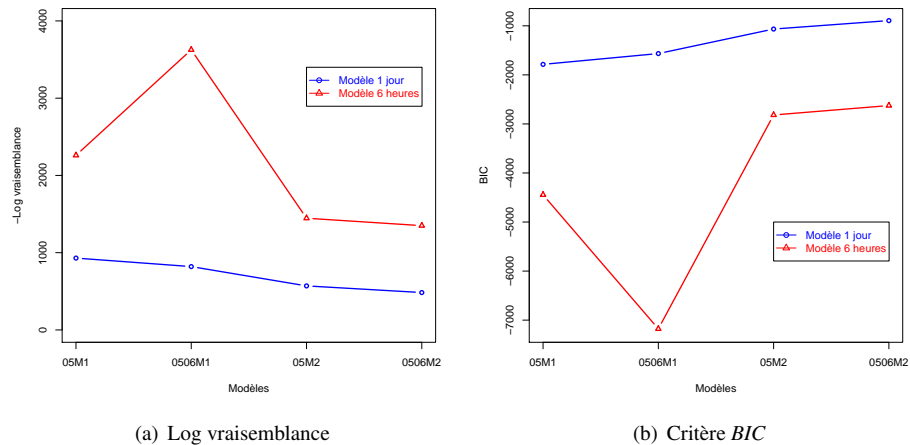 4000
3000
2000
1000
0
−Log vraisemblance
Modèle 1 jour
Modèle 6 heures
05M1 0506M1 05M2 0506M2
Modèles
(a) Log vraisemblance
−1000
−2000
−3000
−4000
−5000
−6000
−7000
BIC
Modèle 1 jour
Modèle 6 heures
05M1 0506M1 05M2 0506M2
Modèles
(b) Critère BIC